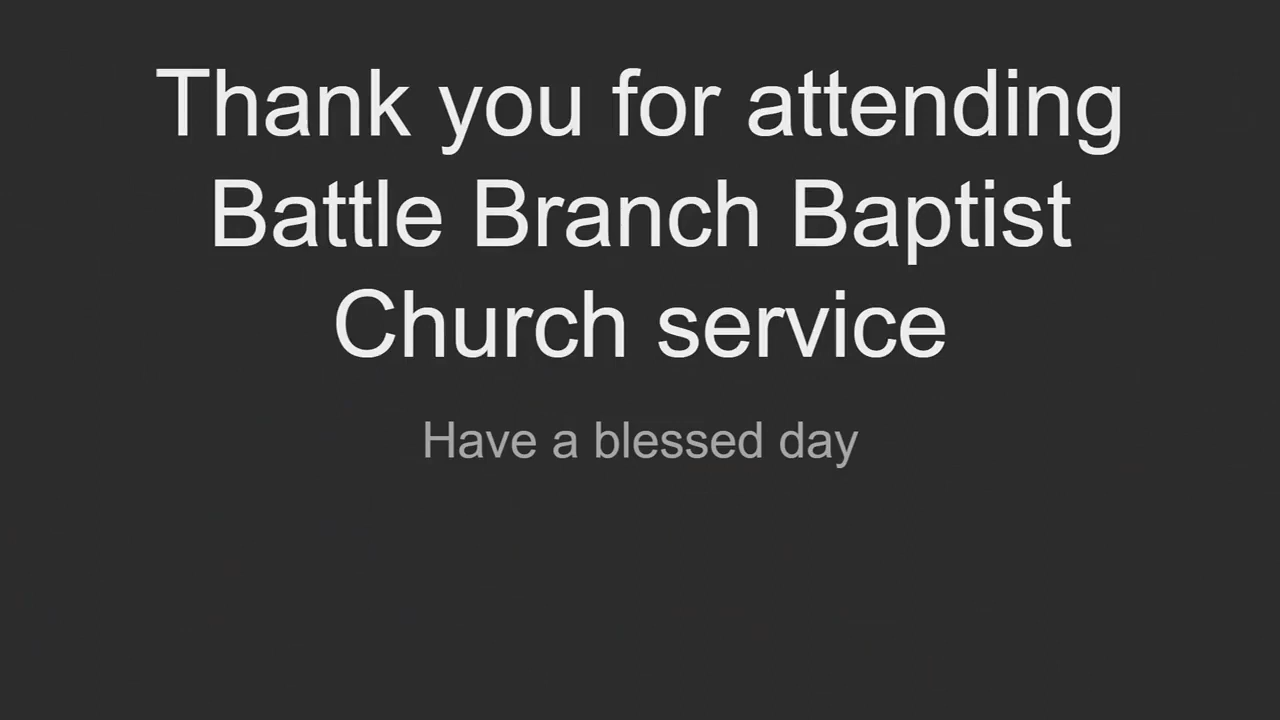 Thank you for attending
Battle Branch Baptist
Church service
Have a blessed day